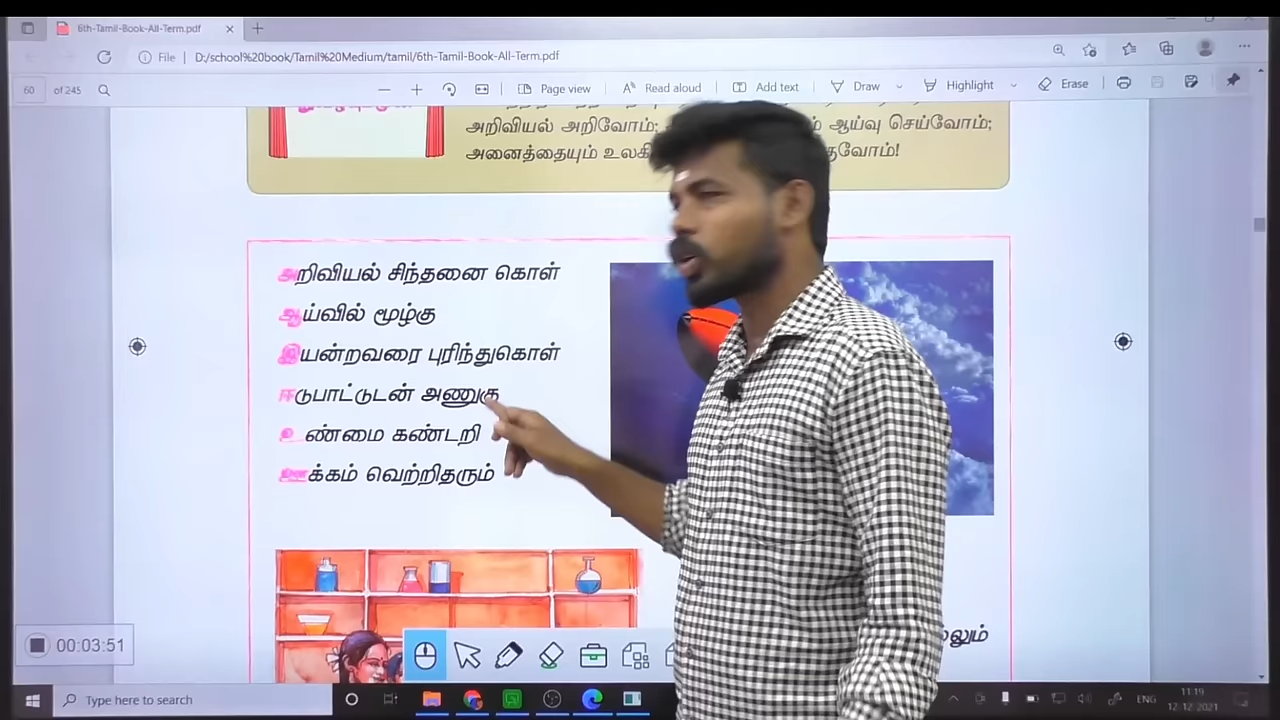 6th-Tamil-Book-All-Term.pdf
File D:/school%20book/Tamil%20Medium/tamil/6th-Tamil-Book-All-Term.pdf
60 of 245 Page view Read aloud Add text Draw Highlight Erase
அறிவியல் அறிவோம்; ஆய்வு செய்வோம்;
அனைத்தையும்
அறிவியல் சிந்தனை கொள்
ஆய்வில் மூழ்கு
இயன்றவரை புரிந்துகொள்
ஈடுபாட்டுடன் அணுகு
உண்மை கண்டறி
ஊக்கம் வெற்றிதரும்
00:03:51
Type here to search ENG 11:19
12-12-2021